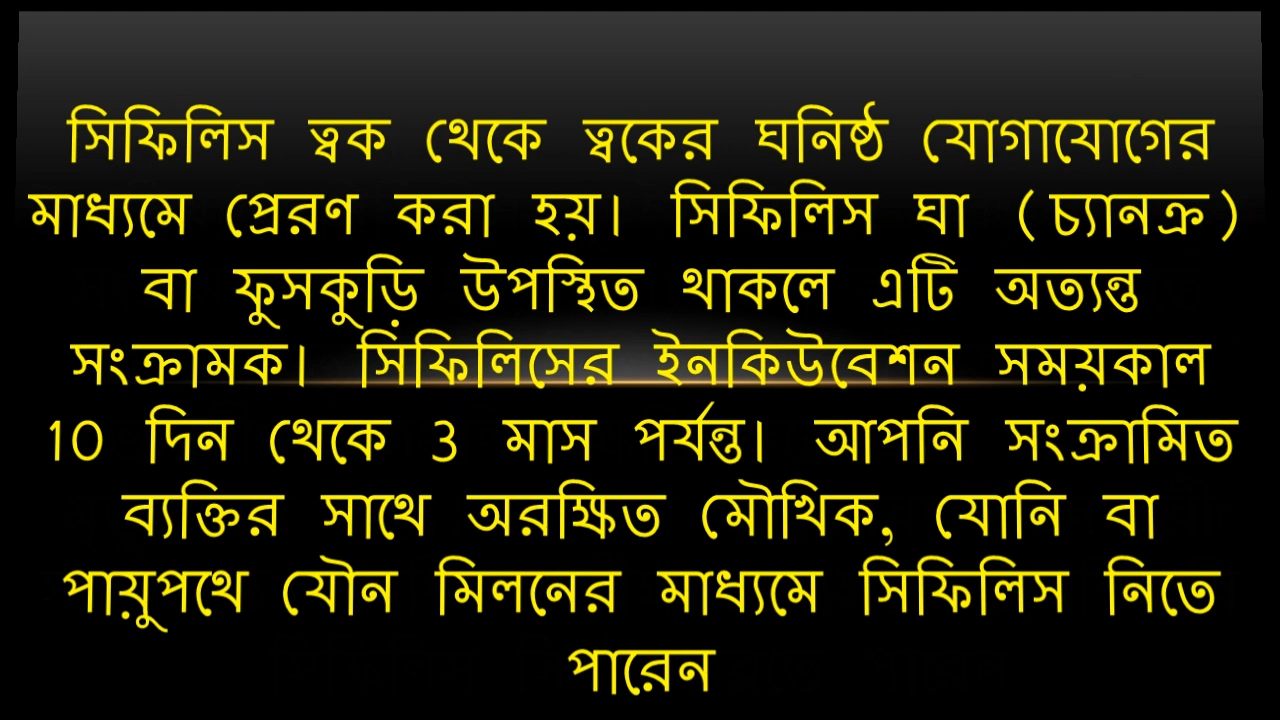 সিফিলিস ত্বক থেকে ত্বকের ঘনিষ্ঠ যোগাযোগের
মাধ্যমে প্রেরণ করা হয়। সিফিলিস ঘা (চ্যানক্র)
বা ফুসকুড়ি উপস্থিত থাকলে এটি অত্যন্ত
সংক্রামক। সিফিলিসের ইনকিউবেশন সময়কাল
10 দিন থেকে 3 মাস পর্যন্ত। আপনি সংক্রামিত
ব্যক্তির সাথে অরক্ষিত মৌখিক, যোনি বা
পায়ুপথে যৌন মিলনের মাধ্যমে সিফিলিস নিতে
পারেন